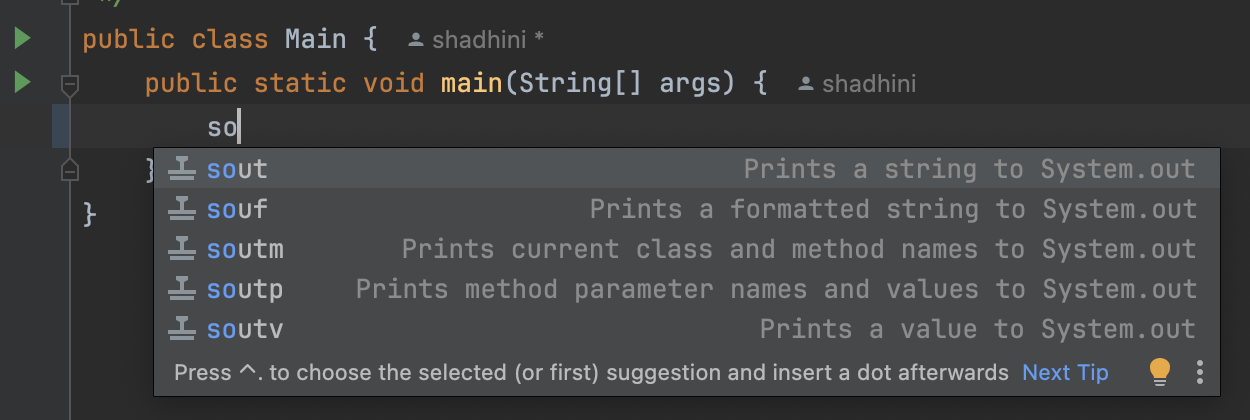 */
public class Main {  shadhini *
public static void main(String[] args) {  shadhini
so
sout Prints a string to System.out
}
souf Prints a formatted string to System.out
}
soutm Prints current class and method names to System.out
soutp Prints method parameter names and values to System.out
soutv Prints a value to System.out
Press ^. to choose the selected (or first) suggestion and insert a dot afterwards Next Tip